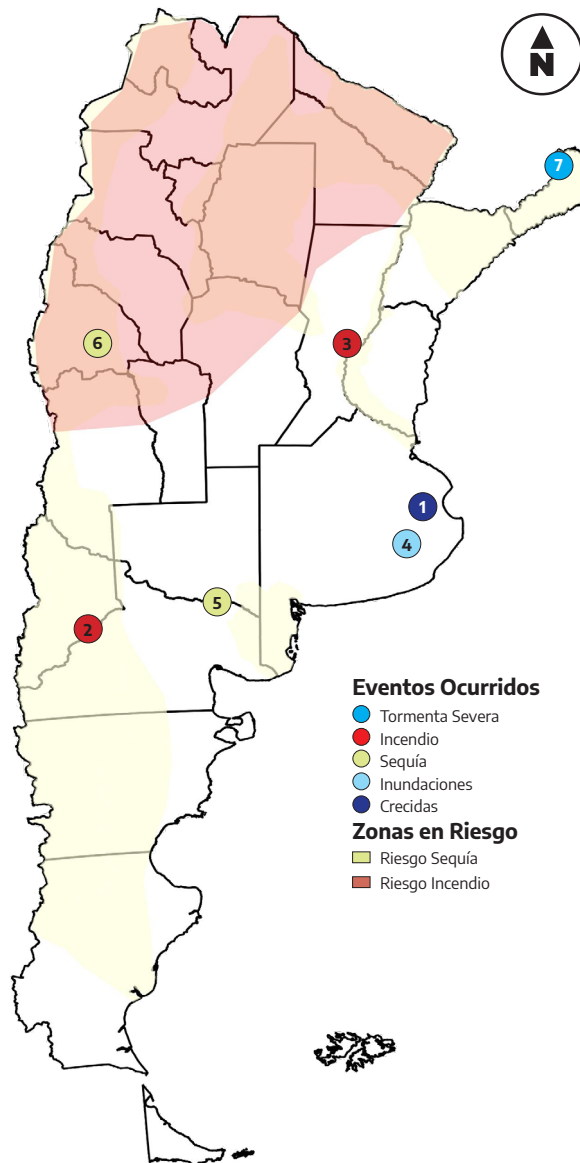 N
7
6
3
1
4
5
2
Eventos Ocurridos
Tormenta Severa
Incendio
Sequía
Inundaciones
Crecidas
Zonas en Riesgo
Riesgo Sequía
Riesgo Incendio